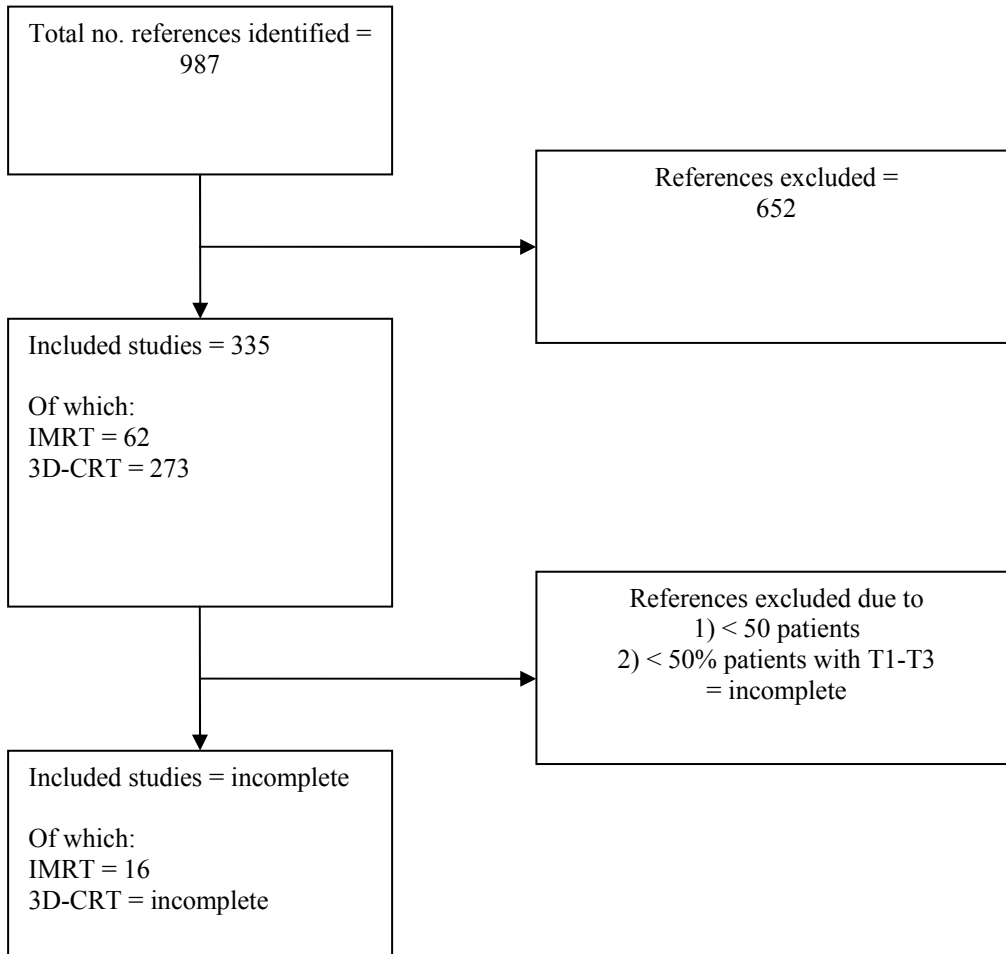 Total no. references identified =
987
References excluded =
652
Included studies = 335
Of which:
IMRT = 62
3D-CRT = 273
References excluded due to
1) < 50 patients
2) < 50% patients with T1-T3
= incomplete
Included studies = incomplete
Of which:
IMRT = 16
3D-CRT = incomplete